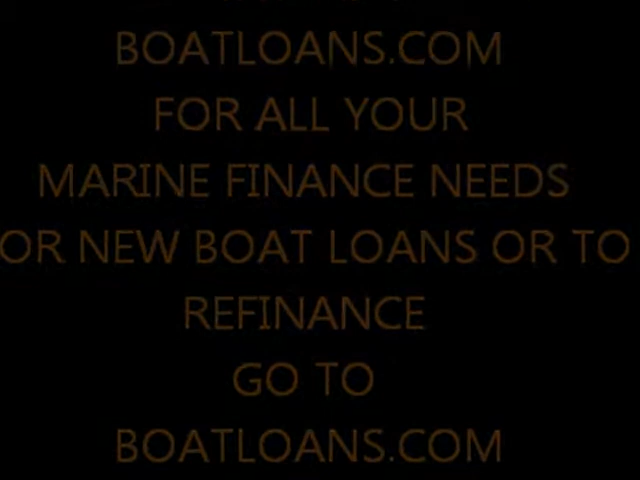 BOATLOANS.COM
FOR ALL YOUR
MARINE FINANCE NEEDS
OR NEW BOAT LOANS OR TO
REFINANCE
GO TO
BOATLOANS.COM